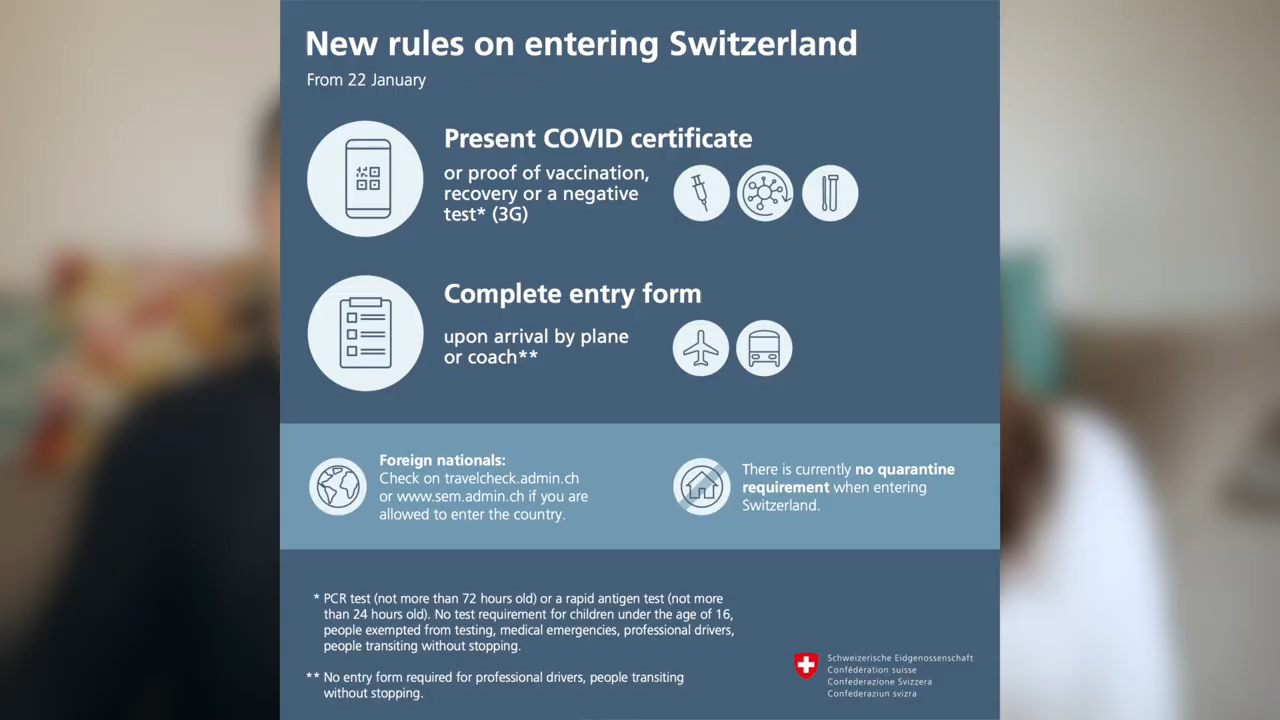 New rules on entering Switzerland
From 22 January
Present COVID certificate
or proof of vaccination,
recovery or a negative
test* (3G)
Complete entry form
upon arrival by plane
or coach**
Foreign nationals:
Check on travelcheck.admin.ch
or www.sem.admin.ch if you are
allowed to enter the country.
There is currently no quarantine
requirement when entering
Switzerland.
* PCR test (not more than 72 hours old) or a rapid antigen test (not more
than 24 hours old). No test requirement for children under the age of 16,
people exempted from testing, medical emergencies, professional drivers,
people transiting without stopping.
** No entry form required for professional drivers, people transiting
without stopping.
Schweizerische Eidgenossenschaft
Confédération suisse
Confederazione Svizzera
Confederaziun svizra